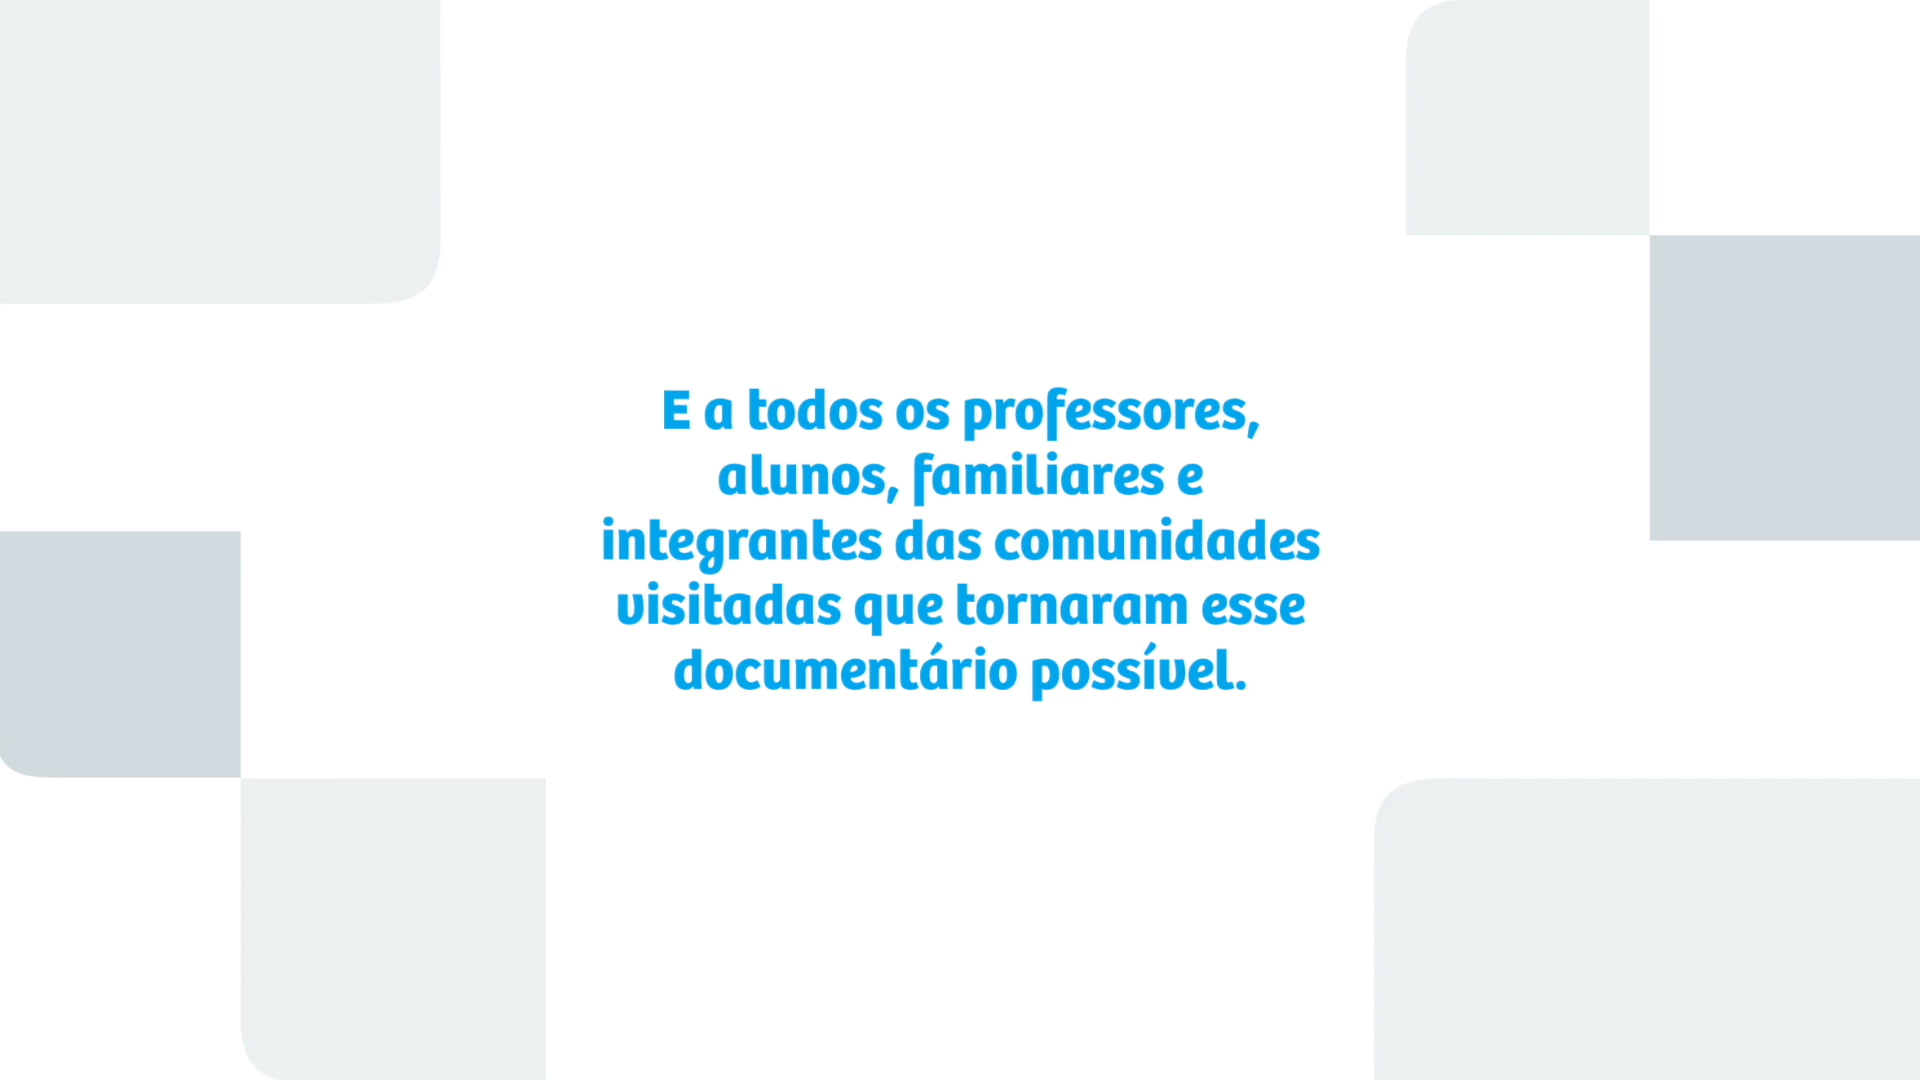 E a todos os professores,
alunos, familiares e
integrantes das comunidades
visitadas que tornaram esse
documentário possível.